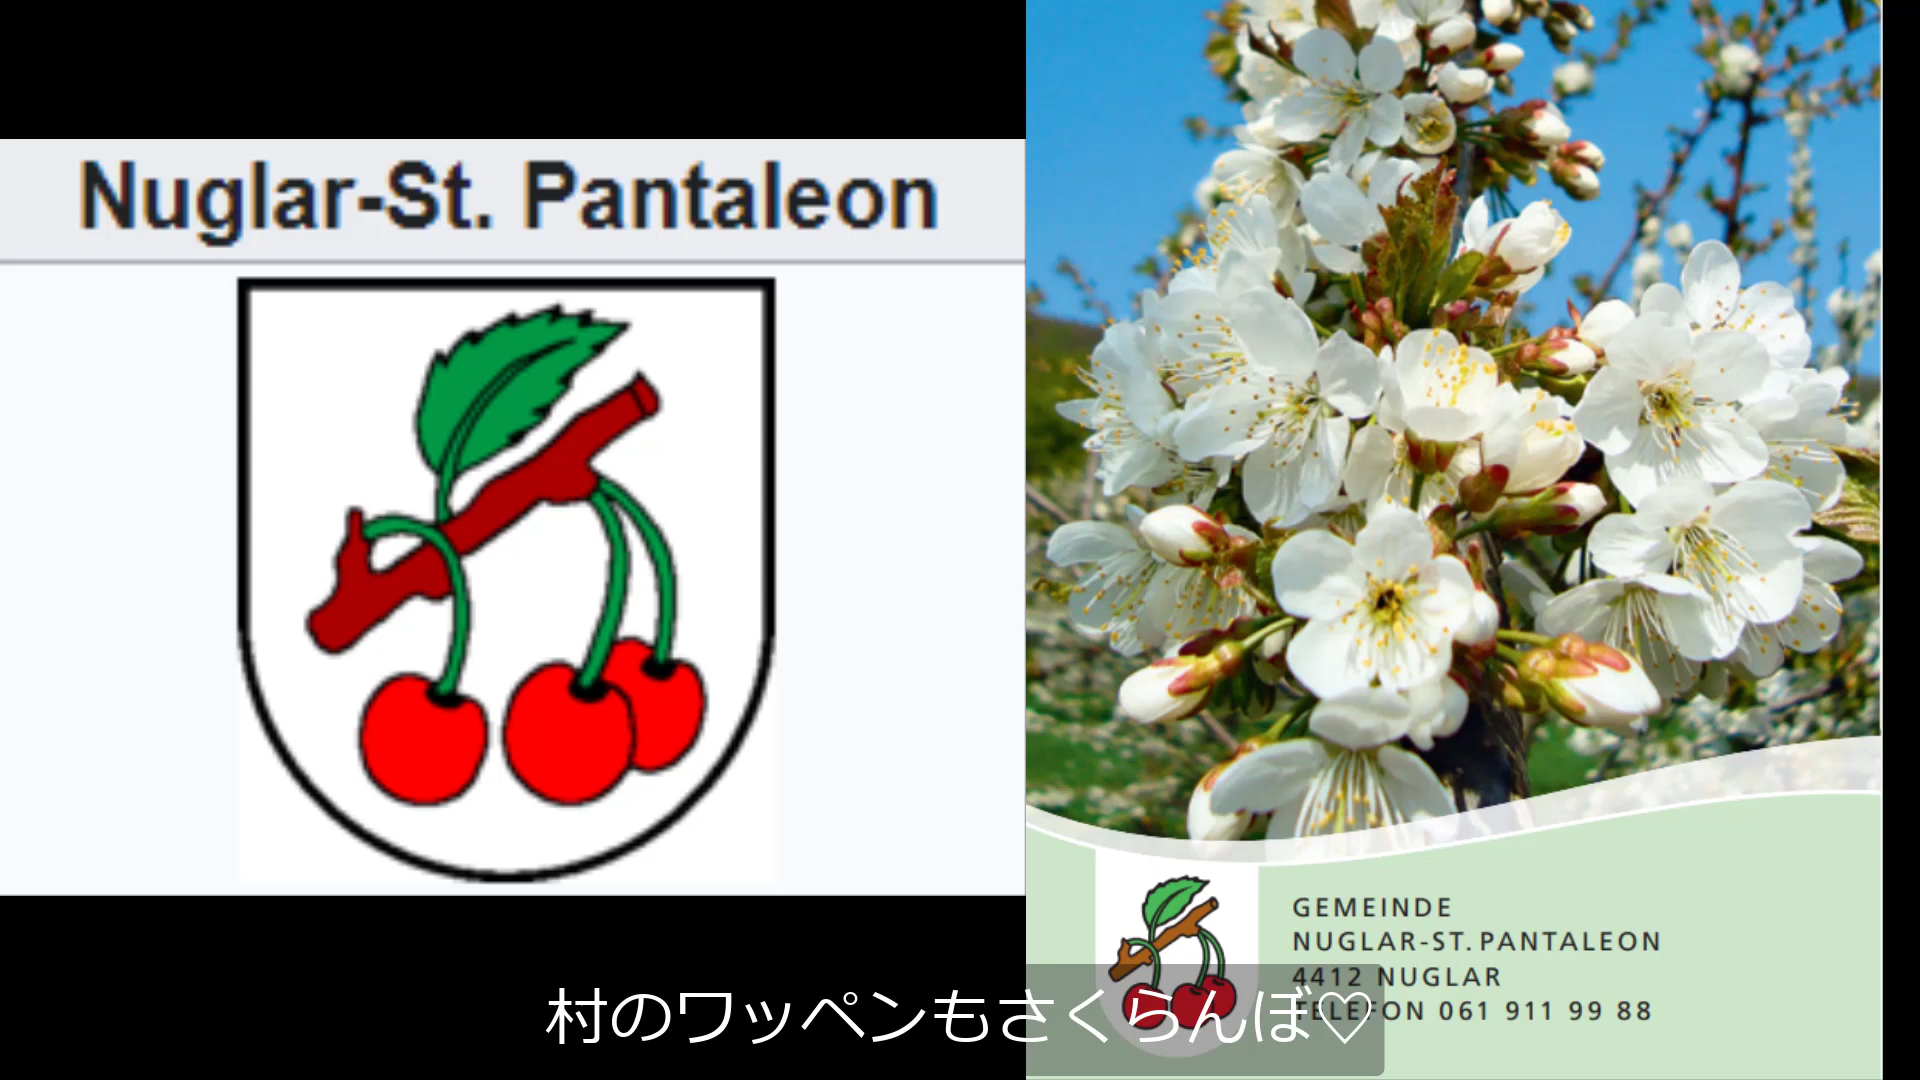 Nuglar-St. Pantaleon
GEMEINDE
NUGLAR-ST. PANTALEON
4412 NUGLAR
TELEFON 061 911 99 88
村のワッペンもさくらんぼ♡